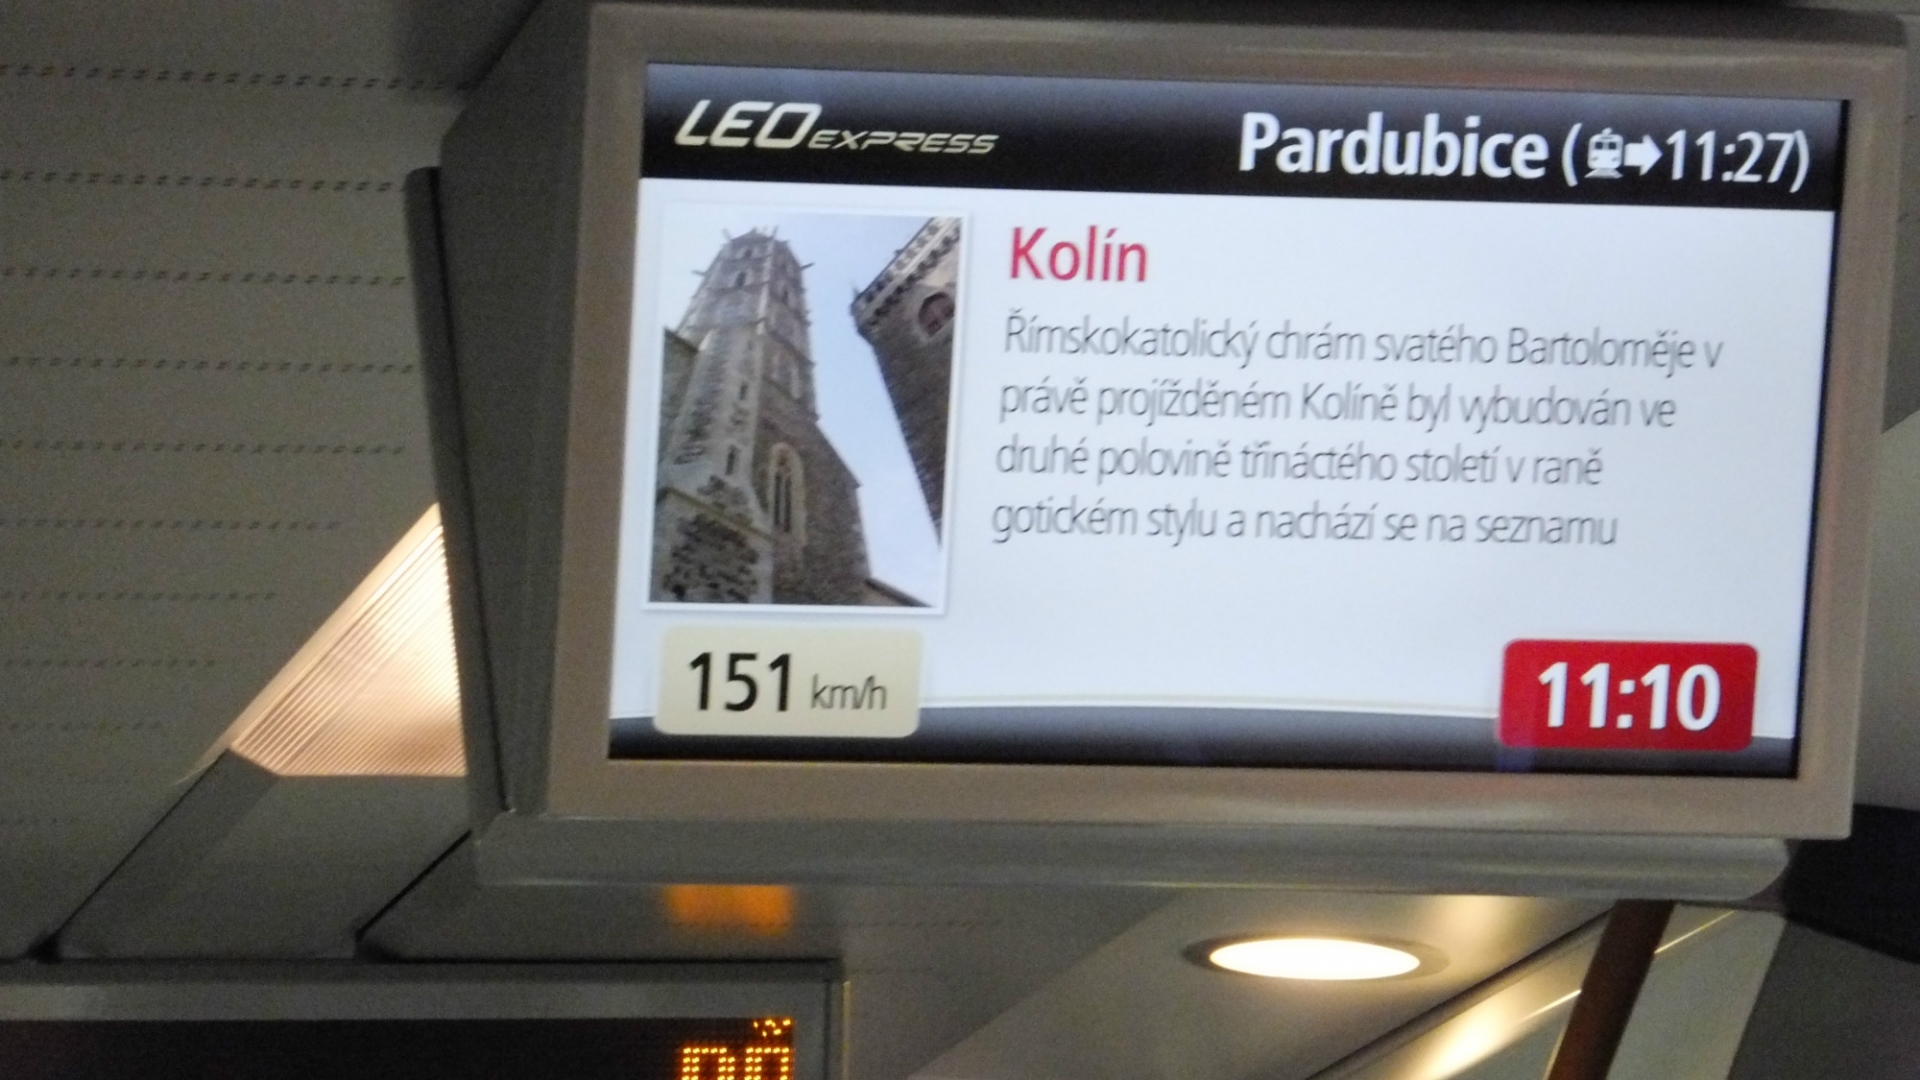 LEO EXPRESS
Pardubice (11:27)
Kolín
Římskokatolický chrám svatého Bartoloměje v
právě projížděném Kolíně byl vybudován ve
druhé polovině třináctého století v raně
gotickém stylu a nachází se na seznamu
151 km/h
11:10